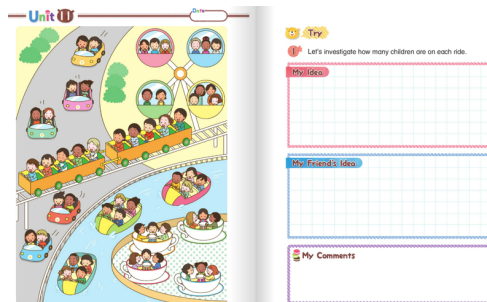 Unit 11
Date
Try
1 Let's investigate how many children are on each ride.
My Idea
My Friend's Idea
My Comments